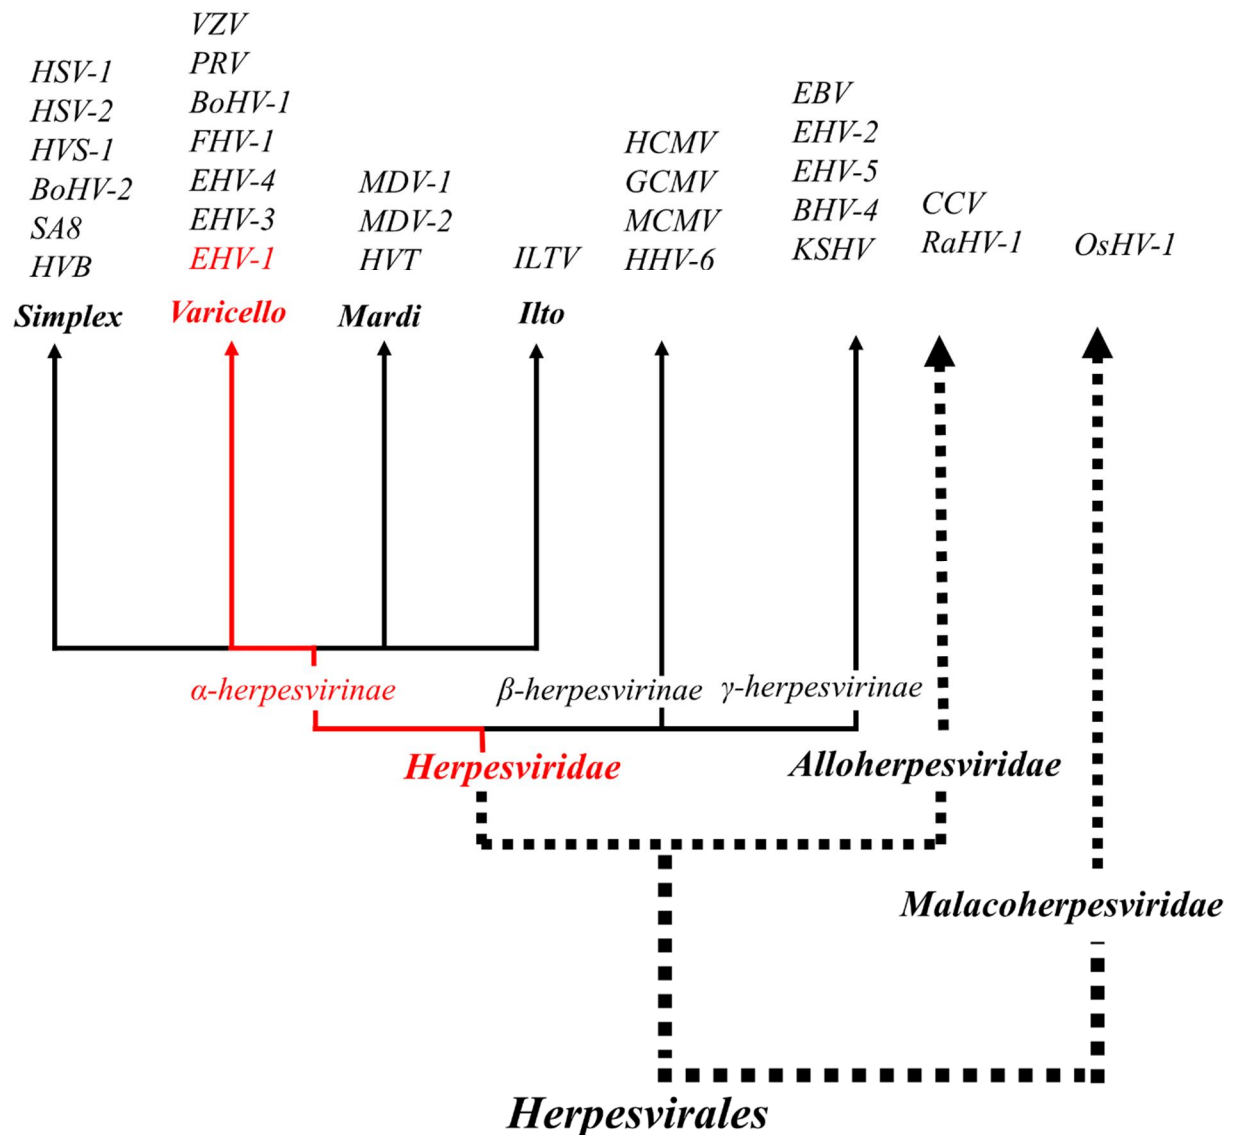 HSV-1
HSV-2
HVS-1
BoHV-2
SA8
HVB
Simplex
VZV
PRV
BoHV-1
FHV-1
EHV-4
EHV-3
EHV-1
Varicello
MDV-1
MDV-2
HVT
Mardi
ILTV
Ilto
HCMV
GCMV
MCMV
HHV-6
EBV
EHV-2
EHV-5
BHV-4
KSHV
CCV
RaHV-1
OsHV-1
α-herpesvirinae
β-herpesvirinae
γ-herpesvirinae
Herpesviridae
Alloherpesviridae
Malacoherpesviridae
Herpesvirales